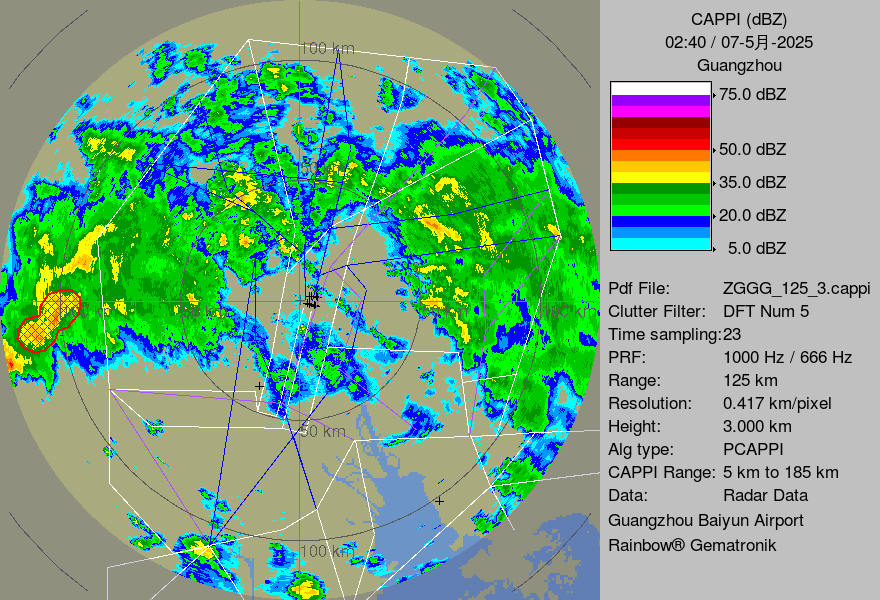 CAPPI (dBZ)
02:40 / 07-5月-2025
Guangzhou
75.0 dBZ
50.0 dBZ
35.0 dBZ
20.0 dBZ
5.0 dBZ
Pdf File: ZGGG_125_3.cappi
Clutter Filter: DFT Num 5
Time sampling:23
PRF: 1000 Hz / 666 Hz
Range: 125 km
Resolution: 0.417 km/pixel
Height: 3.000 km
Alg type: PCAPPI
CAPPI Range: 5 km to 185 km
Data: Radar Data
Guangzhou Baiyun Airport
Rainbow® Gematronik
100 km
50 km
100 km